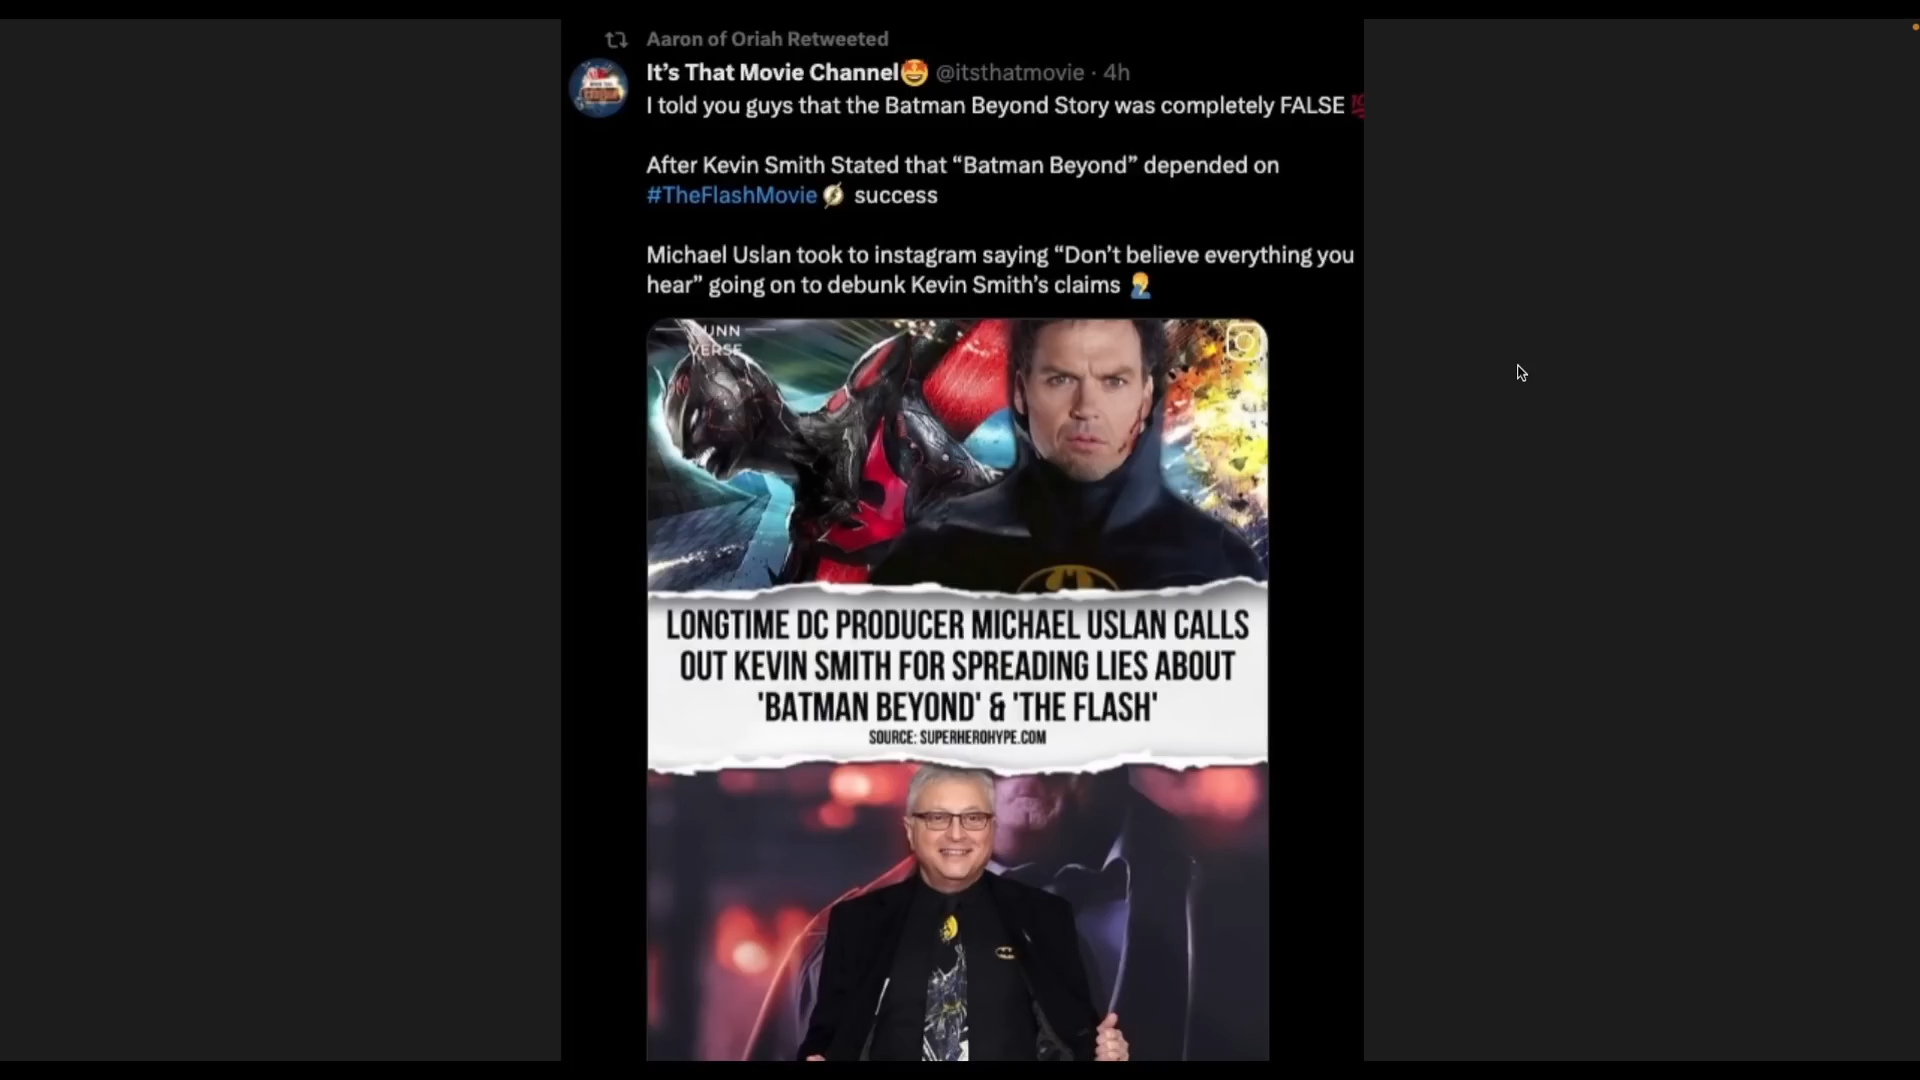 Aaron of Oriah Retweeted
It's That Movie Channel🤩 @itsthatmovie · 4h
I told you guys that the Batman Beyond Story was completely FALSE 💯
After Kevin Smith Stated that “Batman Beyond” depended on
#TheFlashMovie success
Michael Uslan took to instagram saying “Don't believe everything you
hear” going on to debunk Kevin Smith's claims 🤦
VERSE
LONGTIME DC PRODUCER MICHAEL USLAN CALLS
OUT KEVIN SMITH FOR SPREADING LIES ABOUT
'BATMAN BEYOND' & 'THE FLASH'
SOURCE: SUPERHEROHYPE.COM